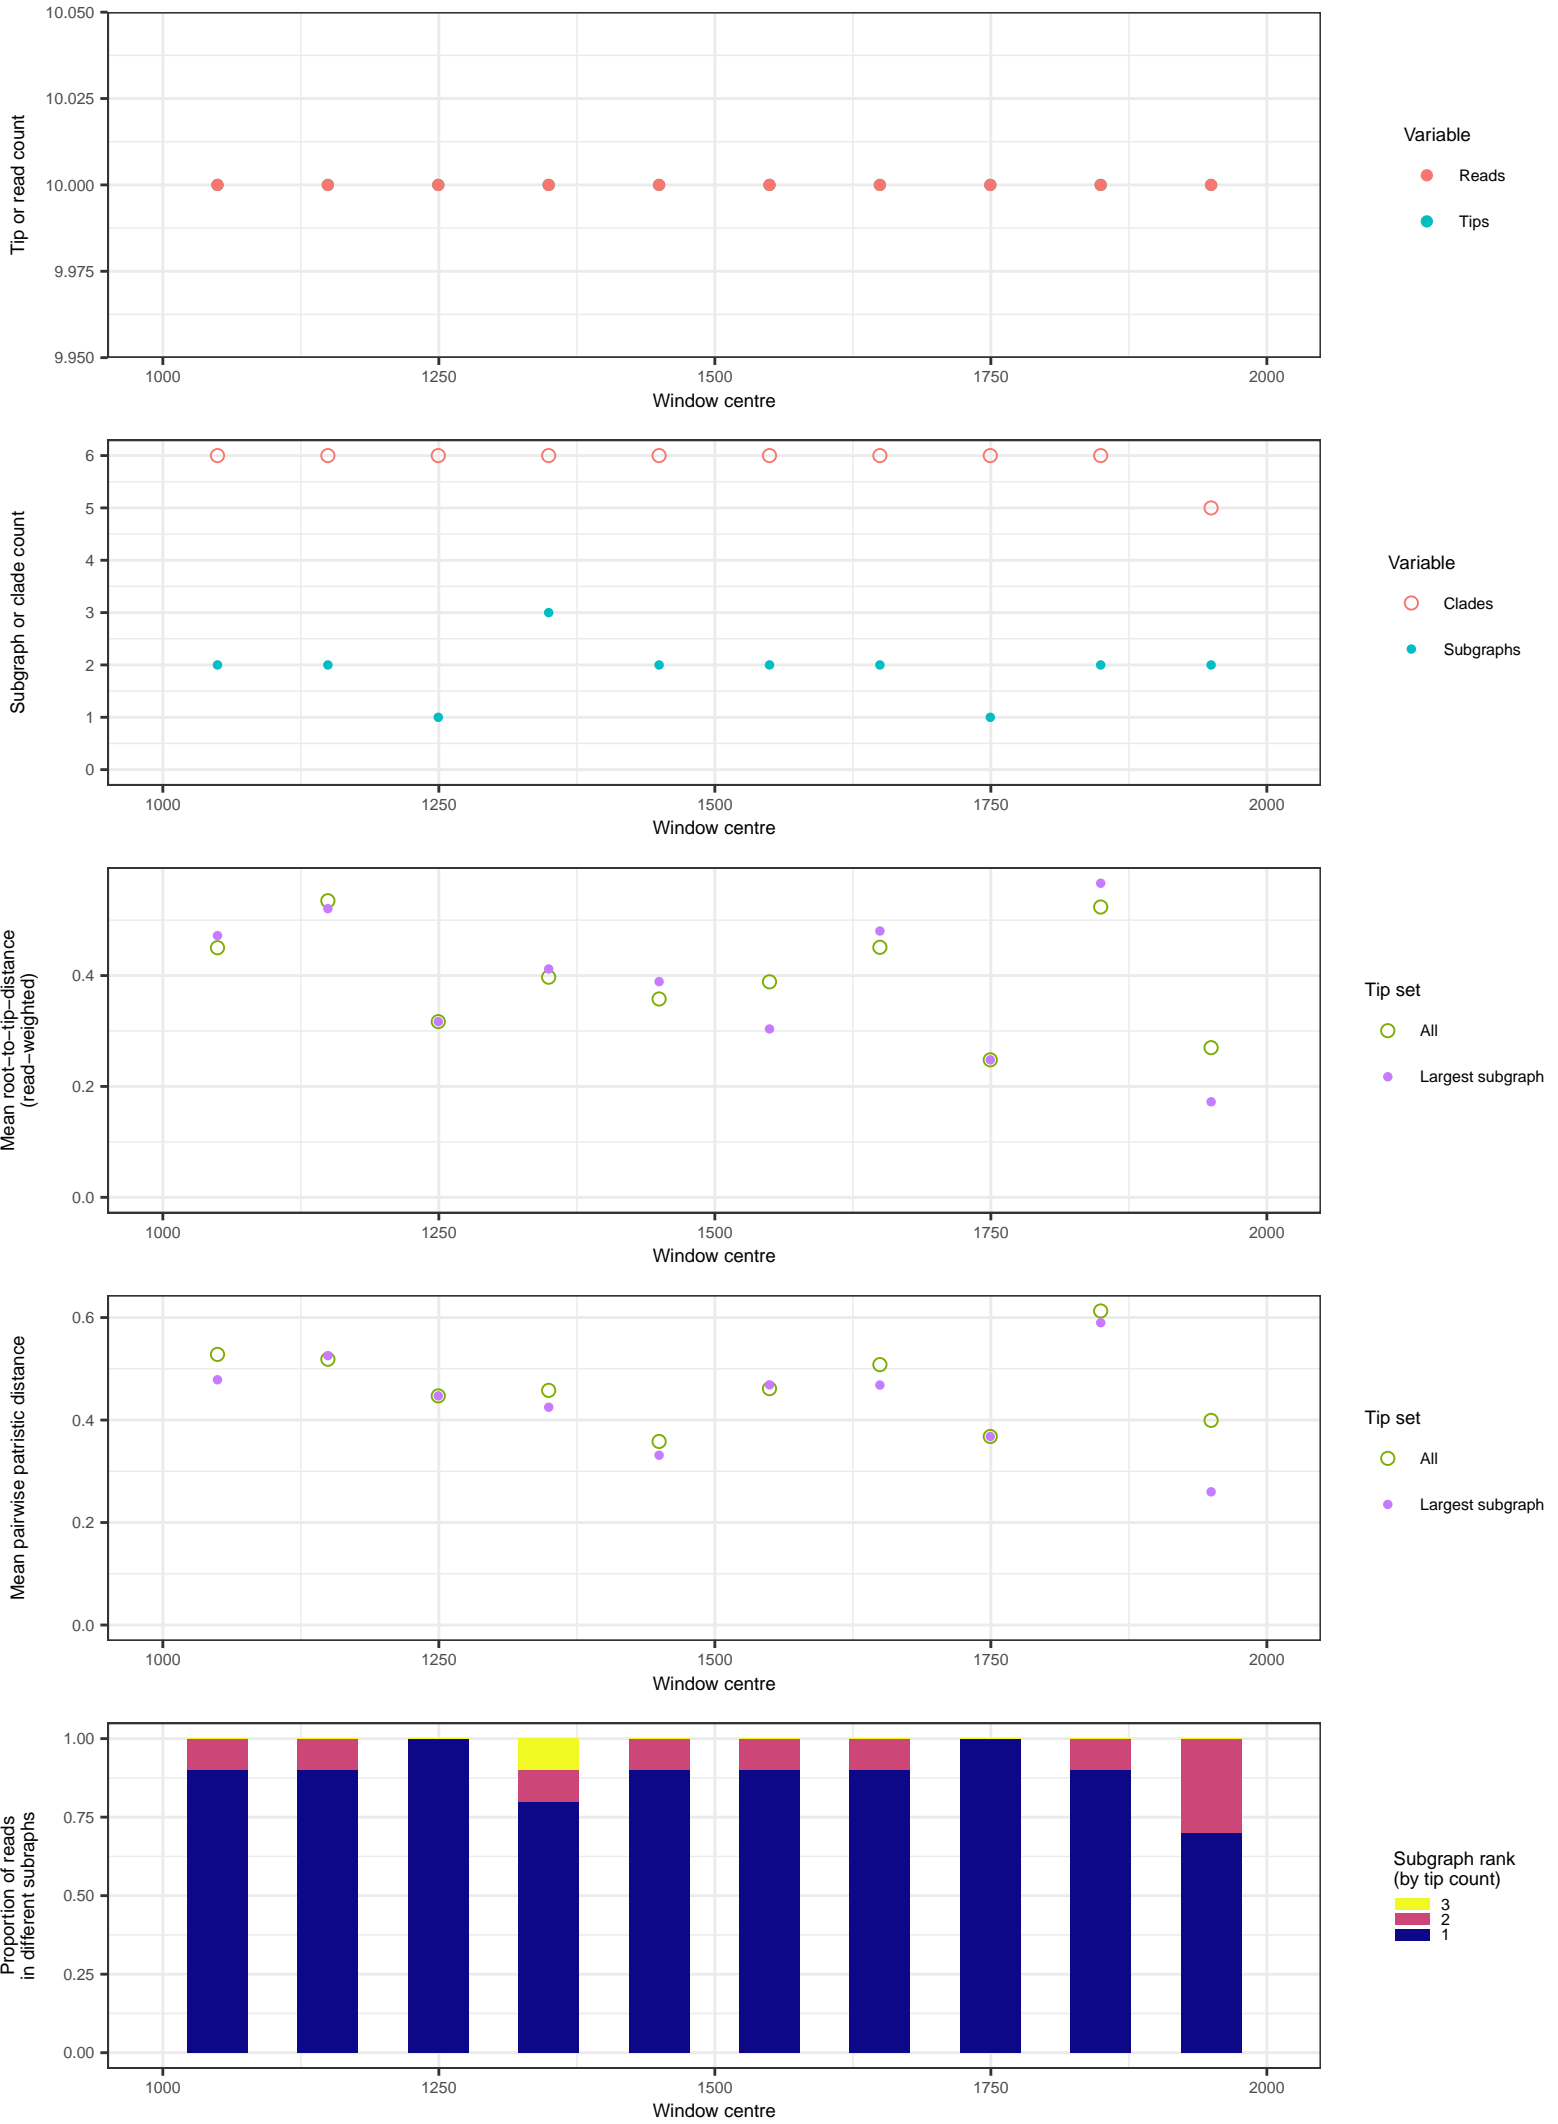 10.050
10.025
10.000
9.975
9.950
Tip or read count
1000 1250 1500 1750 2000
Window centre
Variable
Reads
Tips
6
5
4
3
2
1
0
Subgraph or clade count
1000 1250 1500 1750 2000
Window centre
Variable
Clades
Subgraphs
0.4
0.2
0.0
Mean root−to−tip−distance
(read−weighted)
1000 1250 1500 1750 2000
Window centre
Tip set
All
Largest subgraph
0.6
0.4
0.2
0.0
Mean pairwise patristic distance
1000 1250 1500 1750 2000
Window centre
Tip set
All
Largest subgraph
1.00
0.75
0.50
0.25
0.00
Proportion of reads
in different subraphs
1000 1250 1500 1750 2000
Window centre
Subgraph rank
(by tip count)
3
2
1